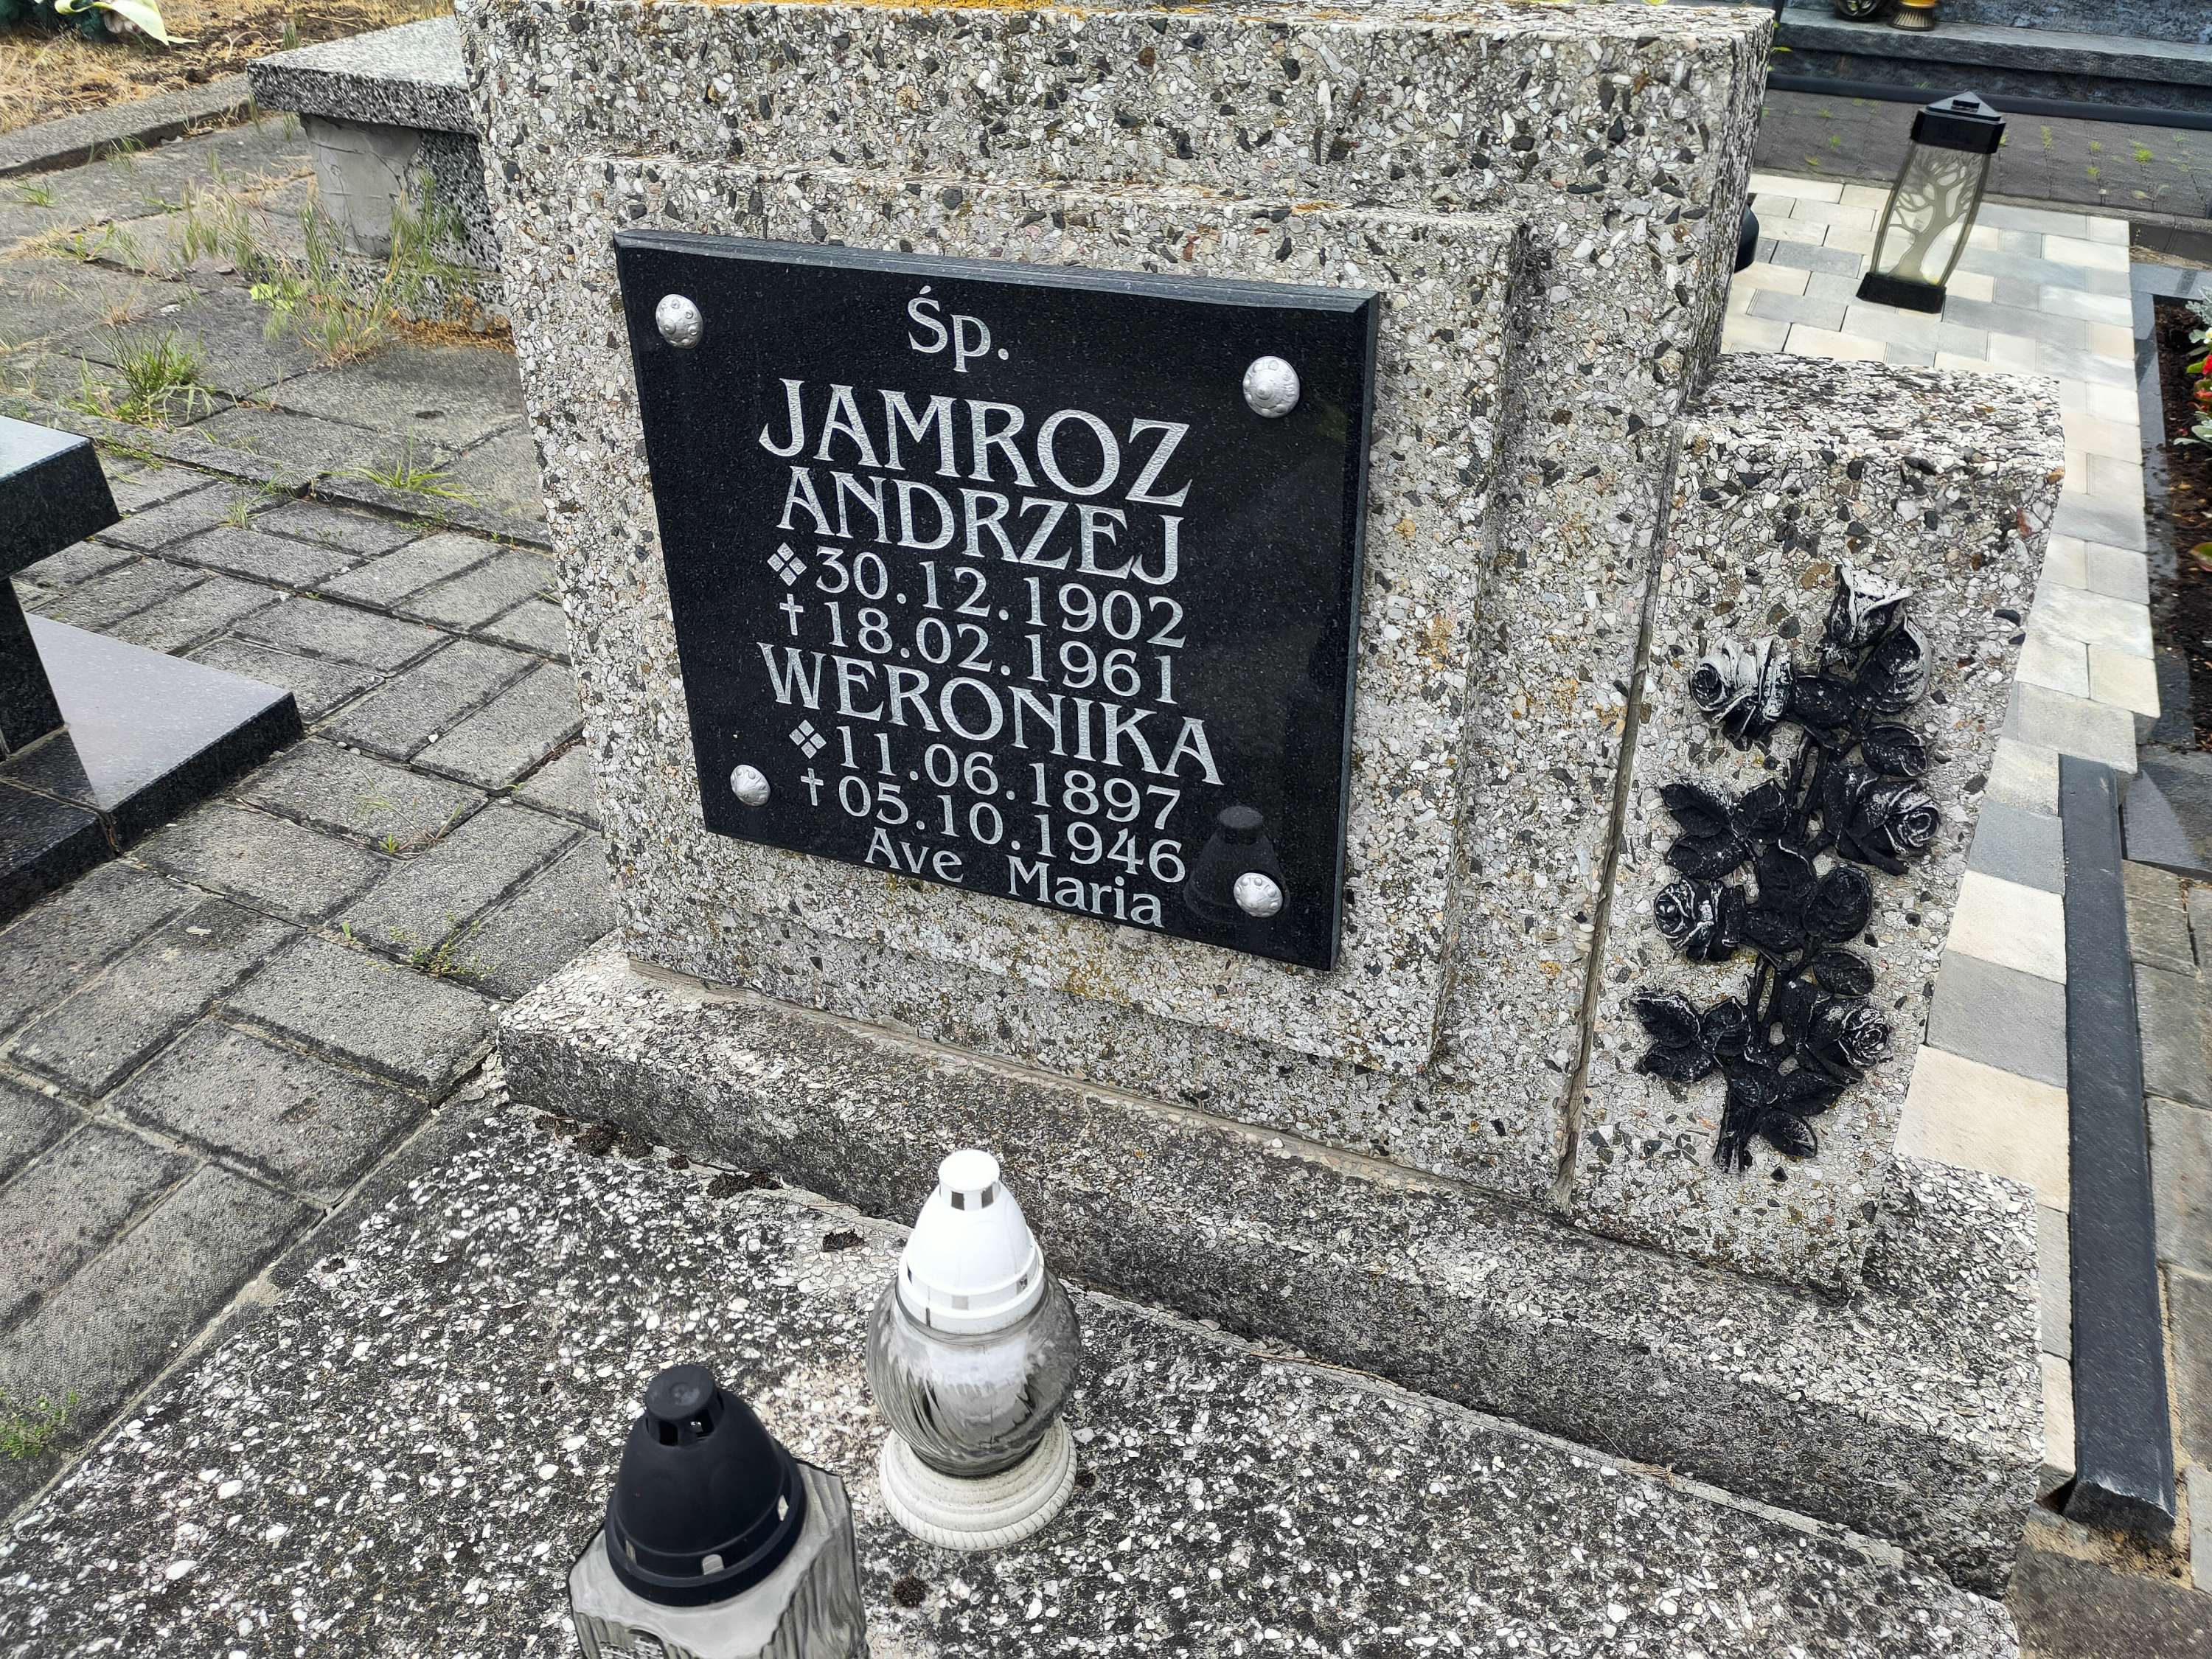 Śp.
JAMROZ
ANDRZEJ
❖ 30.12.1902
† 18.02.1961
WERONIKA
❖ 11.06.1897
† 05.10.1946
Ave Maria